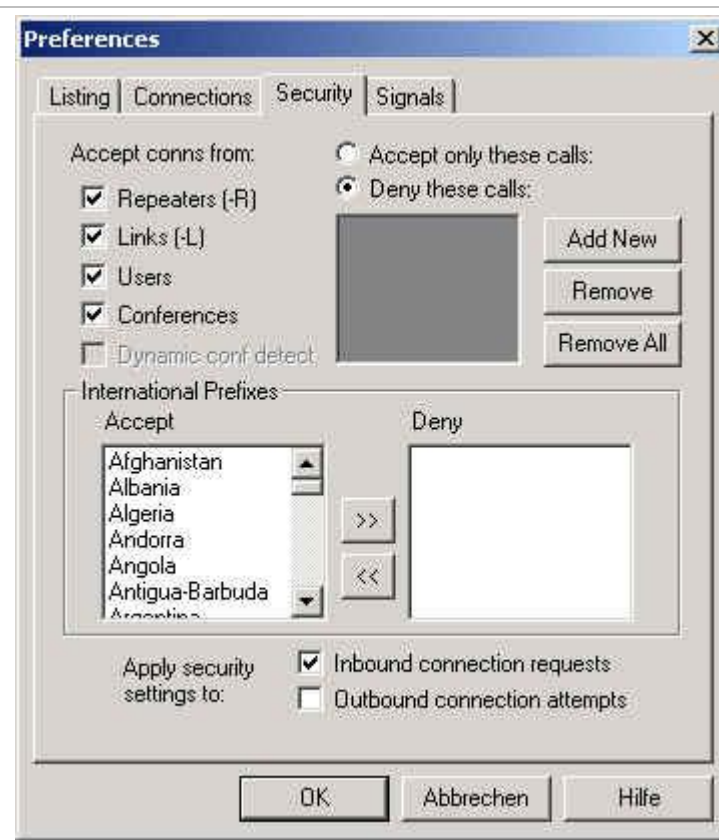 Preferences
Listing Connections Security Signals
Accept conns from:
Repeaters (-R)
Links (-L)
Users
Conferences
Dynamic conf detect
Accept only these calls:
Deny these calls:
Add New
Remove
Remove All
International Prefixes
Accept
Afghanistan
Albania
Algeria
Andorra
Angola
Antigua-Barbuda
Argentina
>>
<<
Deny
Apply security
settings to:
Inbound connection requests
Outbound connection attempts
OK Abbrechen Hilfe